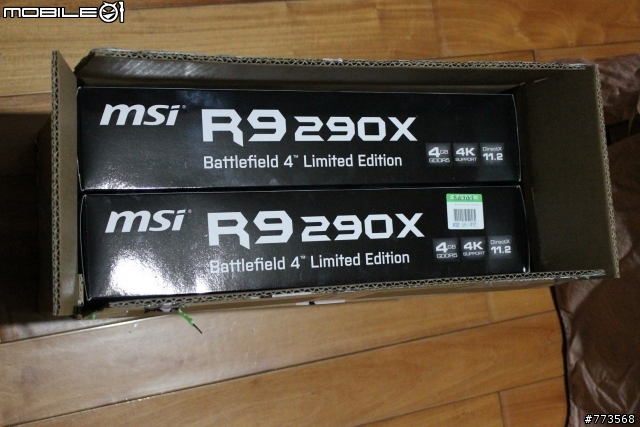 MOBILE01
msi R9 290X
Battlefield 4™ Limited Edition
4GB GDDR5
4K SUPPORT
DirectX 11.2
msi R9 290X
Battlefield 4™ Limited Edition
4GB GDDR5
4K SUPPORT
DirectX 11.2
#773568